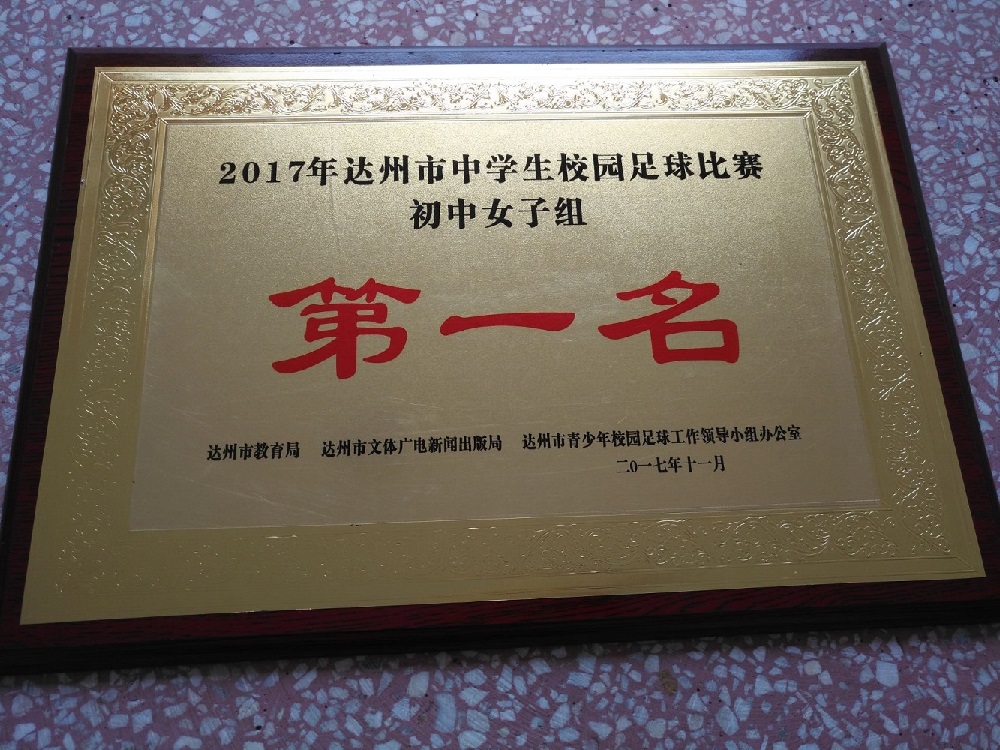 2017年达州市中学生校园足球比赛
初中女子组
第一名
达州市教育局 达州市文体广电新闻出版局 达州市青少年校园足球工作领导小组办公室
二0一七年十一月